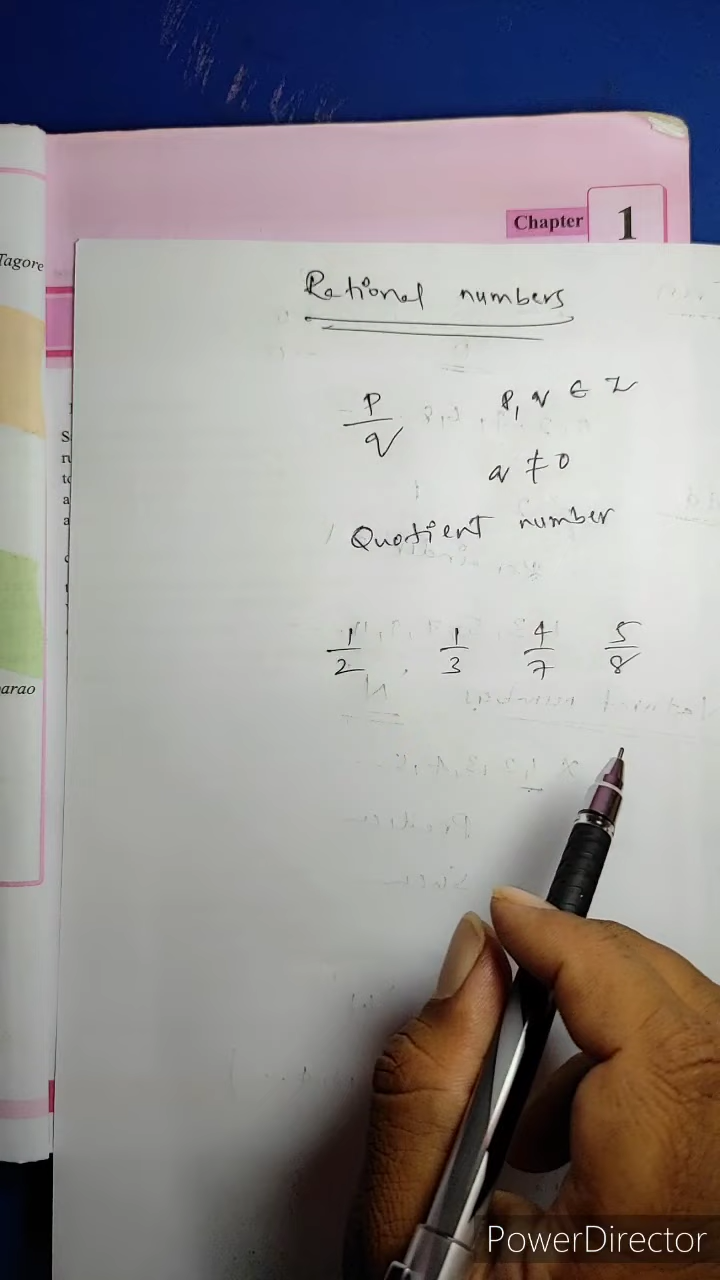 Tagore
Chapter 1
Rational numbers
p/q p, q ∈ Z
q ≠ 0
Quotient number
1/2 , 1/3 4/7 5/8
arao
PowerDirector